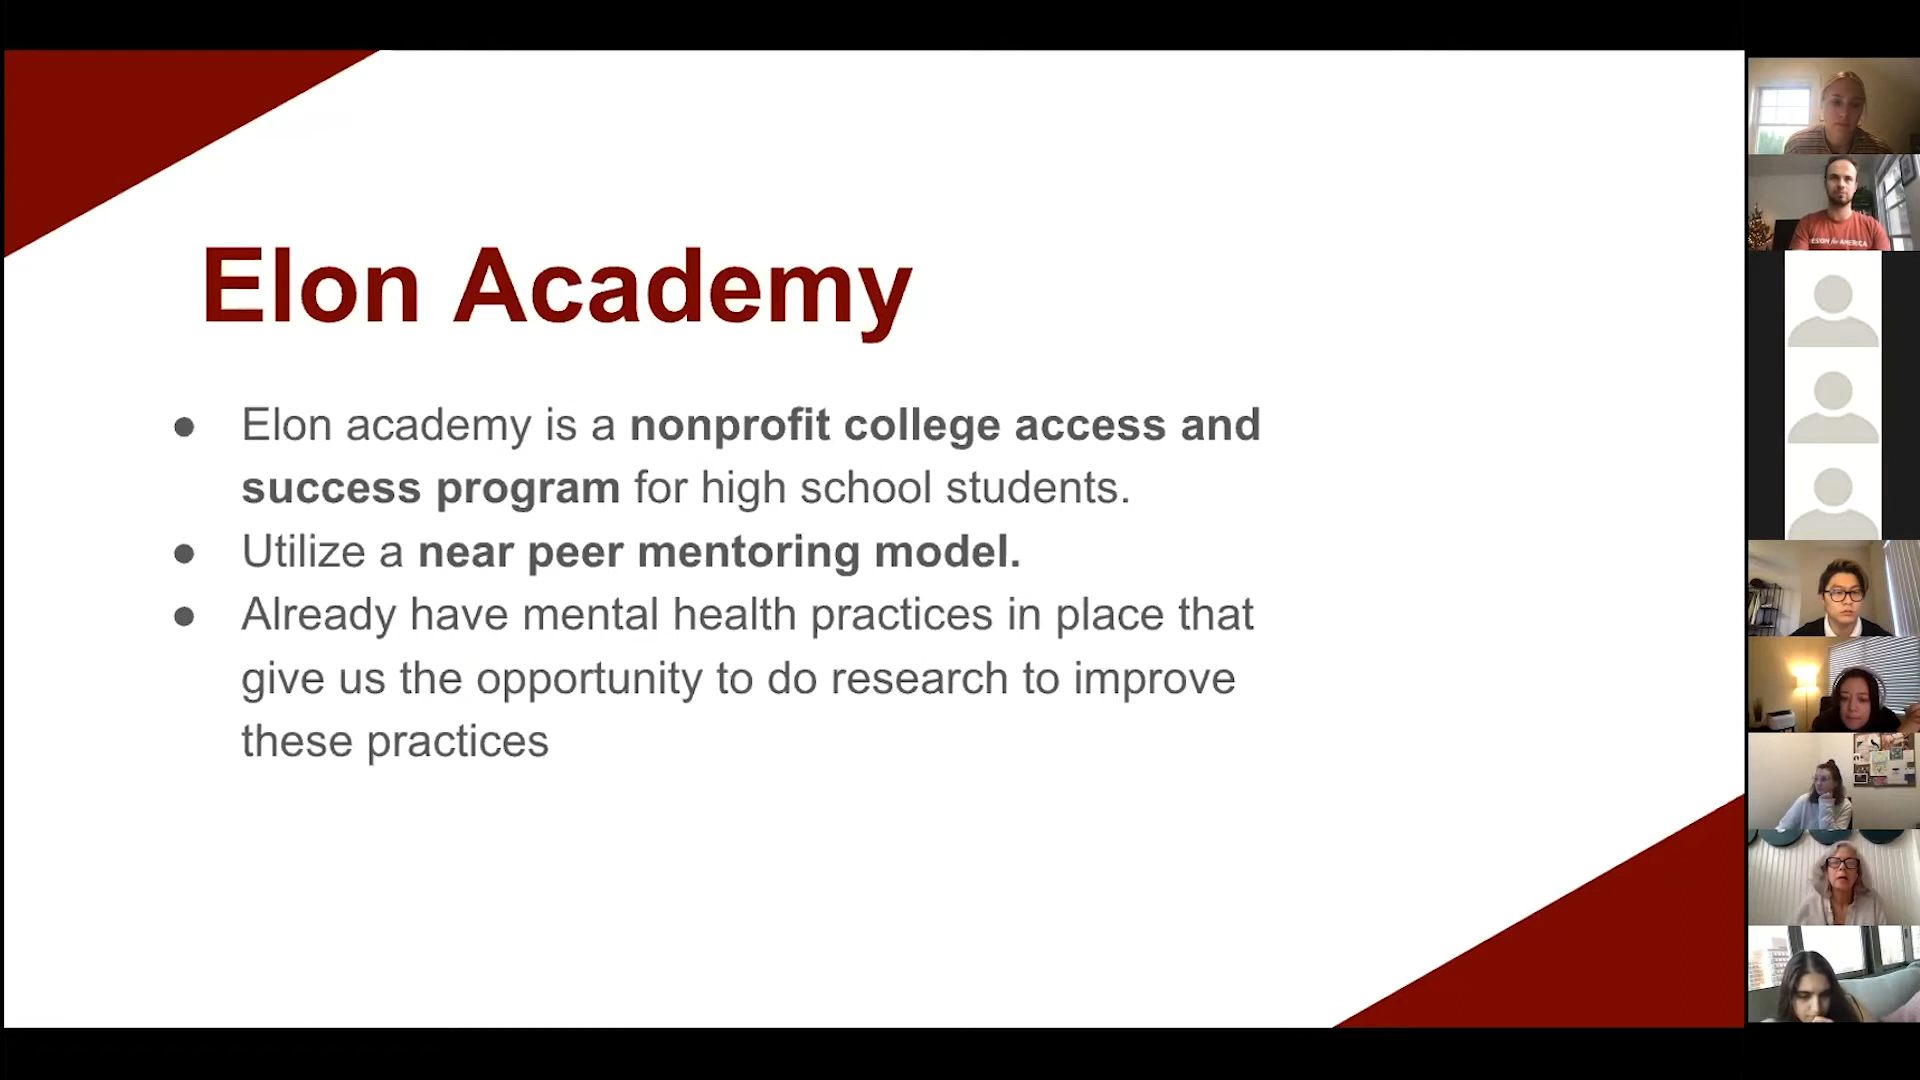 Elon Academy
● Elon academy is a nonprofit college access and
success program for high school students.
● Utilize a near peer mentoring model.
● Already have mental health practices in place that
give us the opportunity to do research to improve
these practices
for AMERICA